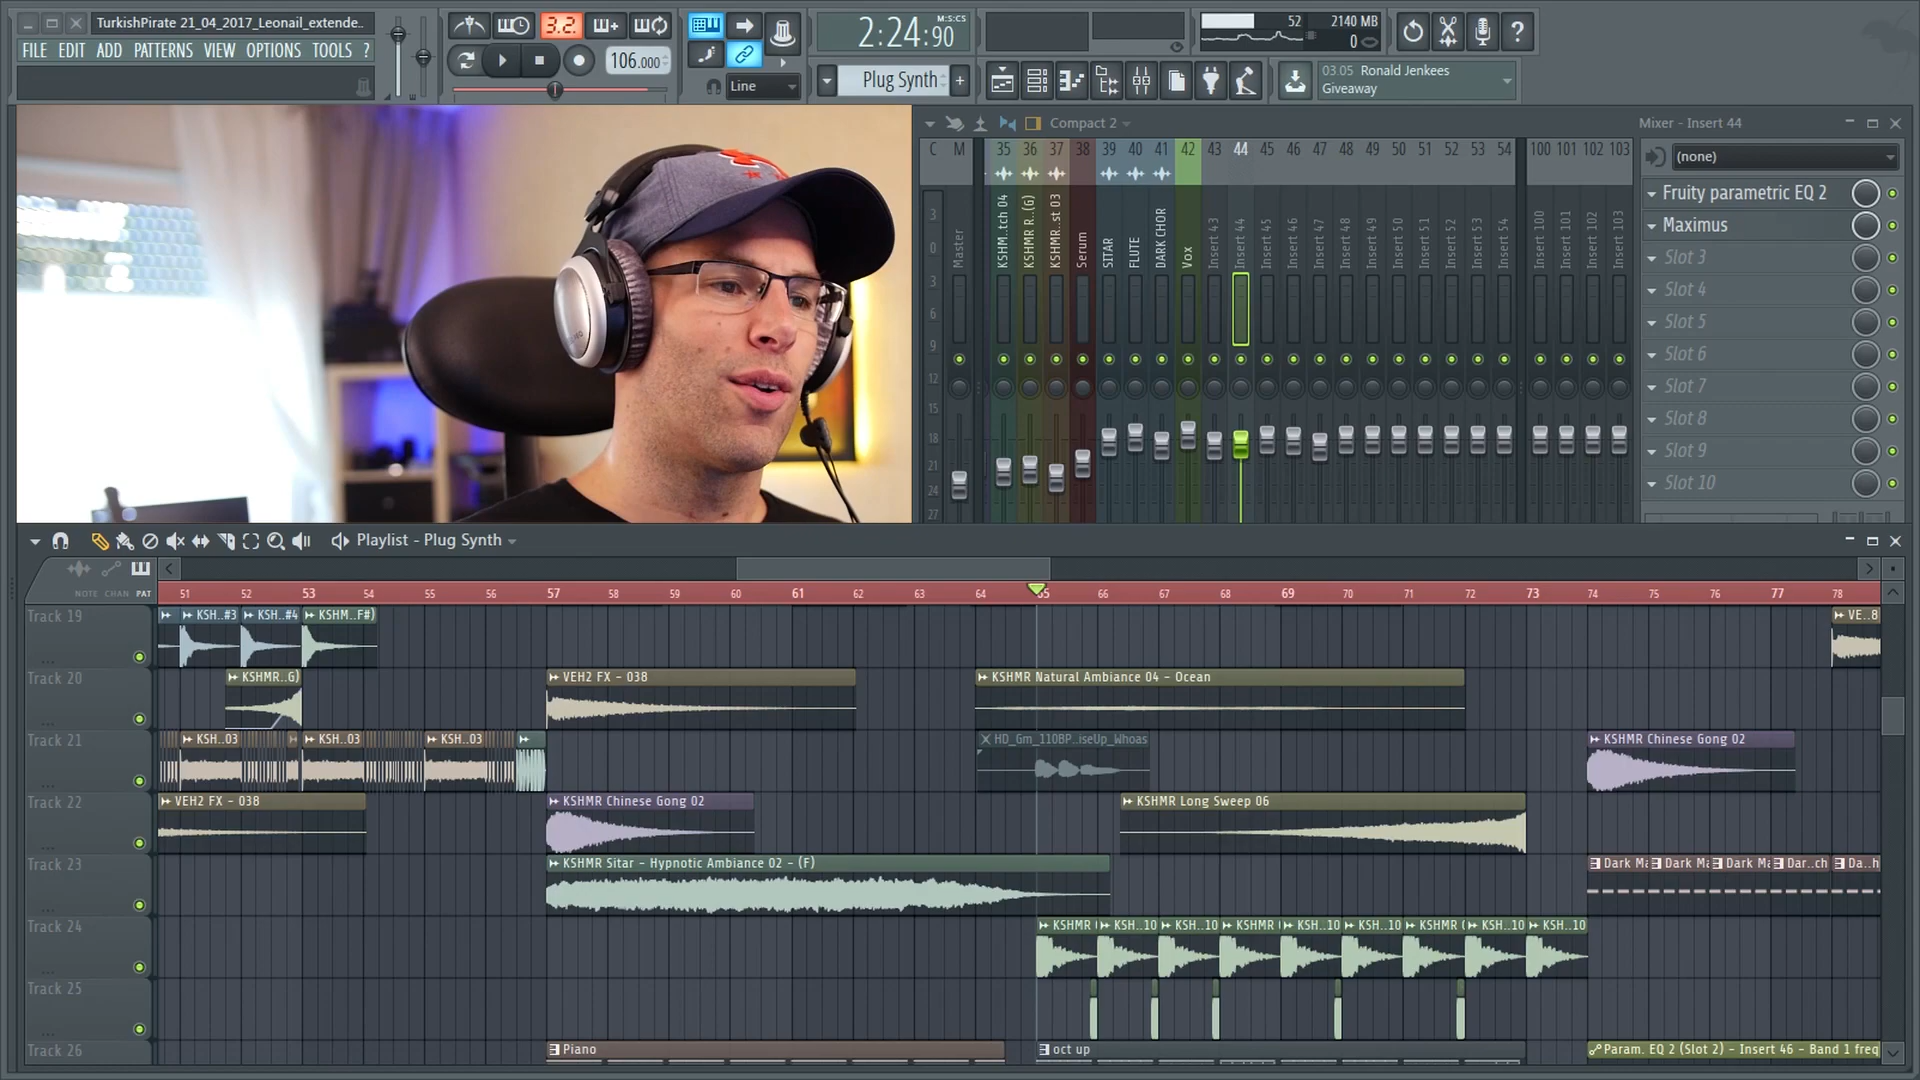 TurkishPirate 21_04_2017_Leonail_extende..
FILE EDIT ADD PATTERNS VIEW OPTIONS TOOLS ?
3.2.
106.000
Line
M:S:CS
2:24:90
Plug Synth
52
2140 MB
0
03.05 Ronald Jenkees
Giveaway
Compact 2
Mixer - Insert 44
C M 35 36 37 38 39 40 41 42 43 44 45 46 47 48 49 50 51 52 53 54 100 101 102 103
Master
KSHM..tch 04
KSHMR R..(G)
KSHMR..st 03
Serum
SITAR
FLUTE
DARK CHOR
Vox
Insert 43
Insert 44
Insert 45
Insert 46
Insert 47
Insert 48
Insert 49
Insert 50
Insert 51
Insert 52
Insert 53
Insert 54
Insert 100
Insert 101
Insert 102
Insert 103
3
0
3
6
9
12
15
18
21
24
27
(none)
Fruity parametric EQ 2
Maximus
Slot 3
Slot 4
Slot 5
Slot 6
Slot 7
Slot 8
Slot 9
Slot 10
Playlist - Plug Synth
NOTE CHAN PAT
51 52 53 54 55 56 57 58 59 60 61 62 63 64 65 66 67 68 69 70 71 72 73 74 75 76 77 78
Track 19
KSH..#3 KSH..#4 KSHM..F#) VE..8
Track 20
KSHMR..G) VEH2 FX - 038 KSHMR Natural Ambiance 04 - Ocean
Track 21
KSH..03 KSH..03 KSH..03 HD_Gm_110BP..iseUp_Whoas KSHMR Chinese Gong 02
Track 22
VEH2 FX - 038 KSHMR Chinese Gong 02 KSHMR Long Sweep 06
Track 23
KSHMR Sitar - Hypnotic Ambiance 02 - (F) Dark Ma Dark Ma Dark Ma Dar..ch Da..h
Track 24
KSHMR KSH..10 KSH..10 KSHMR KSH..10 KSH..10 KSHMR KSH..10 KSH..10
Track 25
Track 26
Piano oct up Param. EQ 2 (Slot 2) - Insert 46 - Band 1 freq